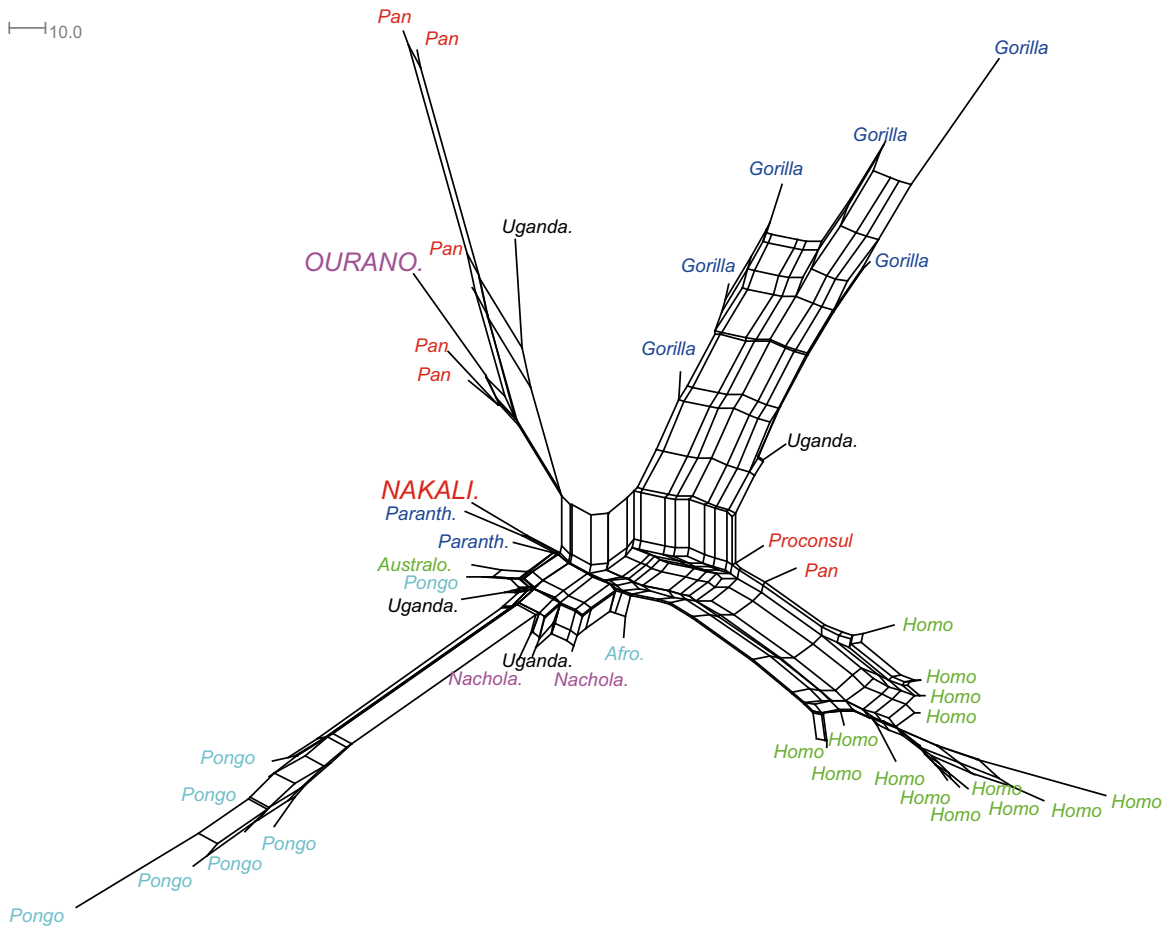 Pan
10.0
Pan
Gorilla
Gorilla
Gorilla
Uganda.
Pan
OURANO.
Gorilla
Gorilla
Pan
Gorilla
Pan
Uganda.
NAKALI.
Paranth.
Paranth.
Proconsul
Australo.
Pan
Pongo
Uganda.
Homo
Afro.
Uganda.
Nachola.
Nachola.
Homo
Homo
Homo
Homo
Homo
Pongo
Homo
Homo
Homo
Pongo
Homo
Homo
Homo
Homo
Homo
Pongo
Pongo
Pongo
Pongo